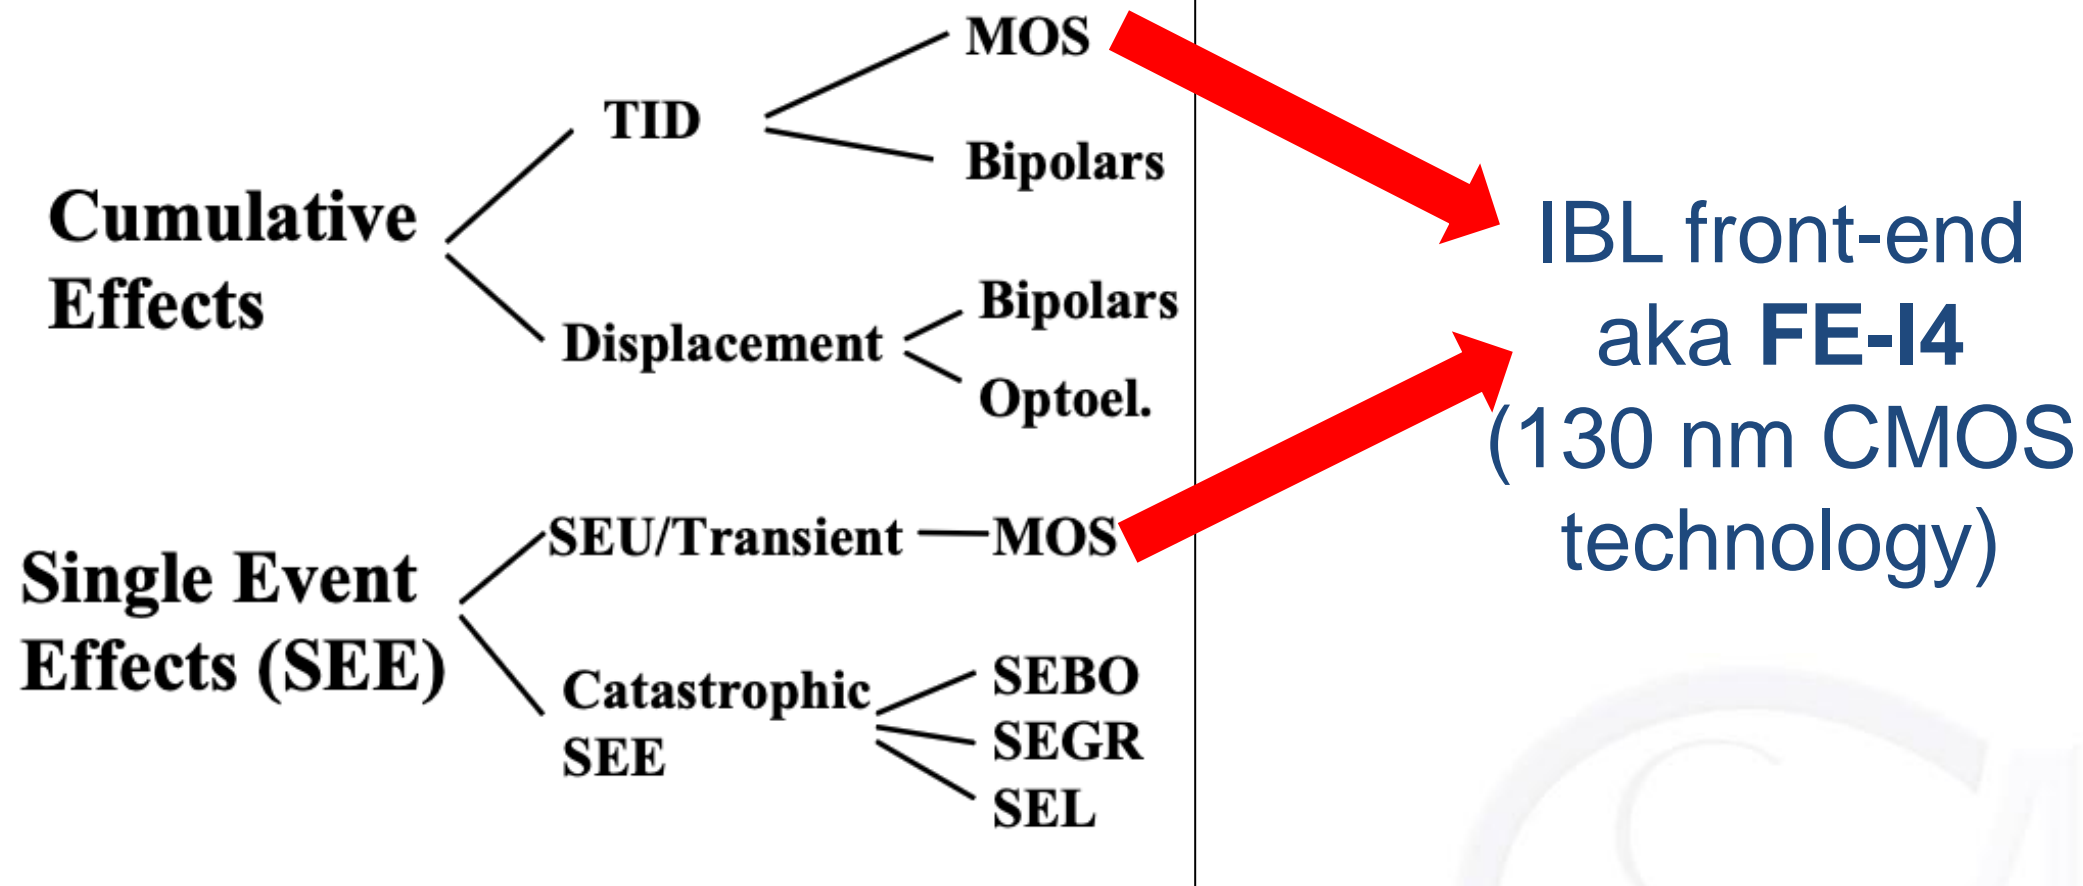 MOS
TID
Bipolars
Cumulative
Effects
Displacement
Bipolars
Optoel.
SEU/Transient
MOS
Single Event
Effects (SEE)
Catastrophic
SEE
SEBO
SEGR
SEL
IBL front-end
aka FE-I4
(130 nm CMOS
technology)